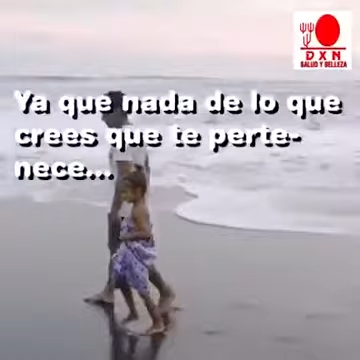 DXN
SALUD Y BELLEZA
Ya que nada de lo que
crees que te perte-
nece...